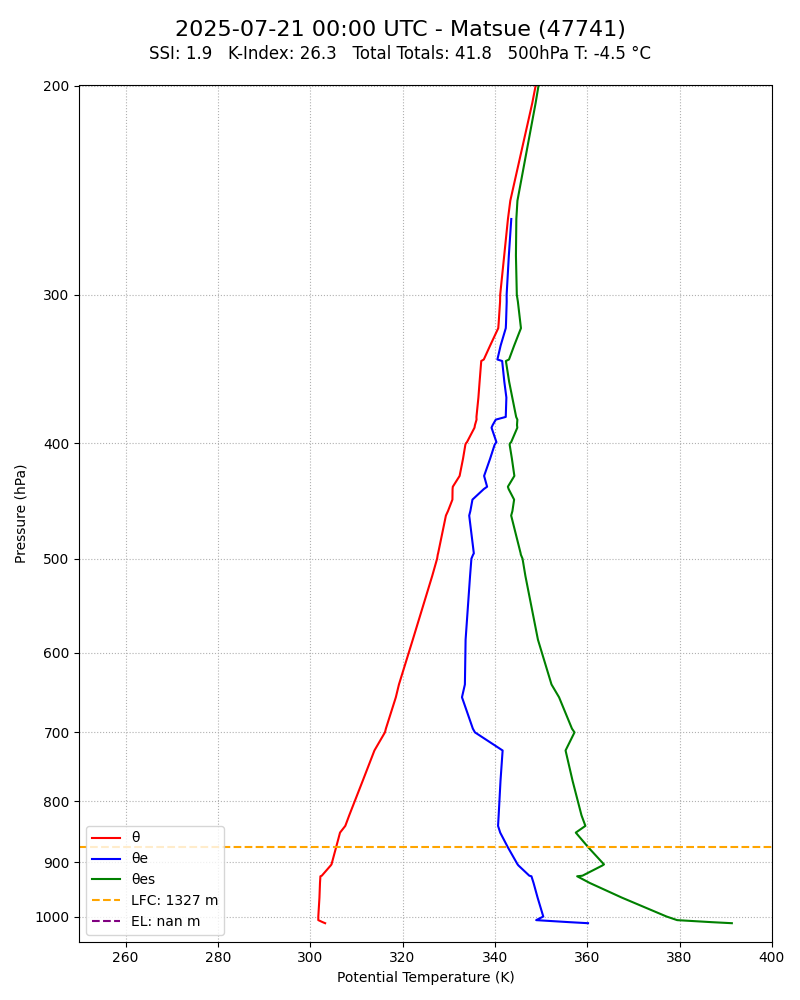 2025-07-21 00:00 UTC - Matsue (47741)
SSI: 1.9 K-Index: 26.3 Total Totals: 41.8 500hPa T: -4.5 °C
200
300
400
500
600
700
800
900
1000
Pressure (hPa)
θ
θe
θes
LFC: 1327 m
EL: nan m
260 280 300 320 340 360 380 400
Potential Temperature (K)